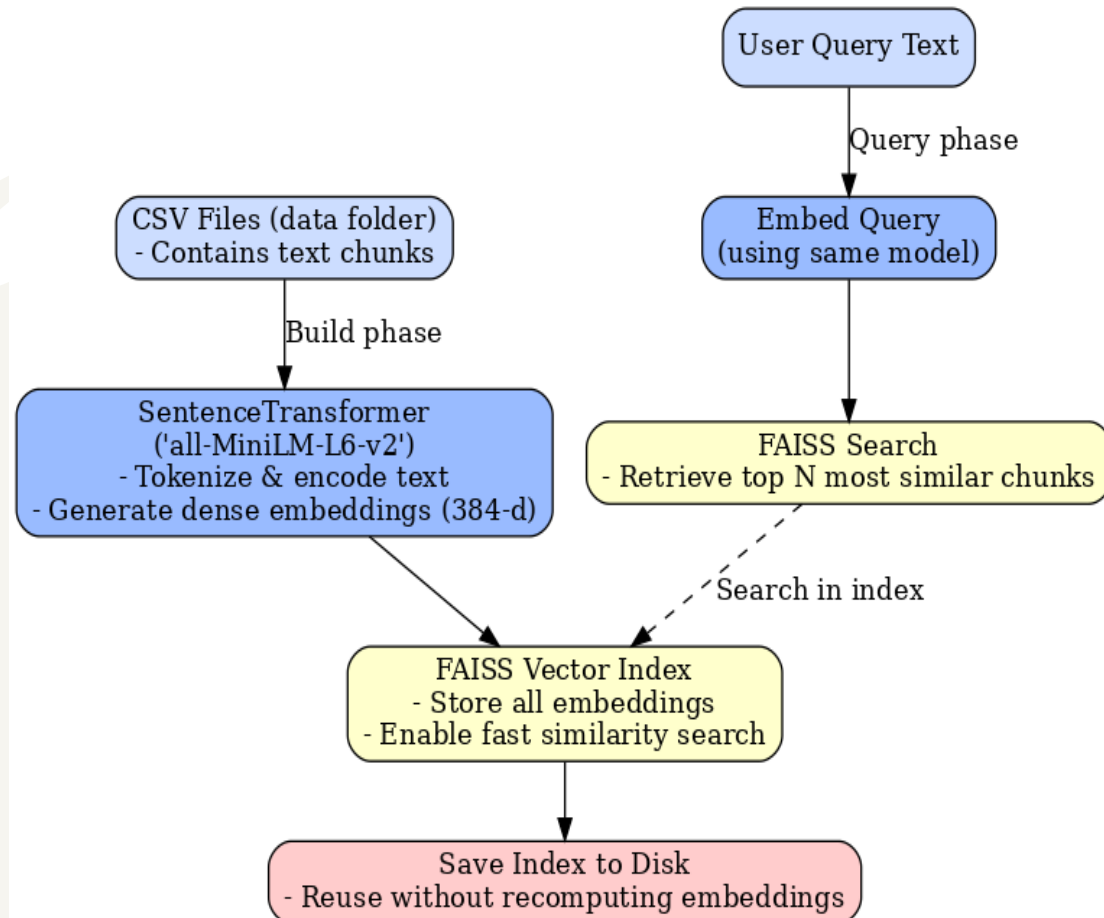 User Query Text
Query phase
CSV Files (data folder)
- Contains text chunks
Embed Query
(using same model)
Build phase
SentenceTransformer
('all-MiniLM-L6-v2')
- Tokenize & encode text
- Generate dense embeddings (384-d)
FAISS Search
- Retrieve top N most similar chunks
Search in index
FAISS Vector Index
- Store all embeddings
- Enable fast similarity search
Save Index to Disk
- Reuse without recomputing embeddings